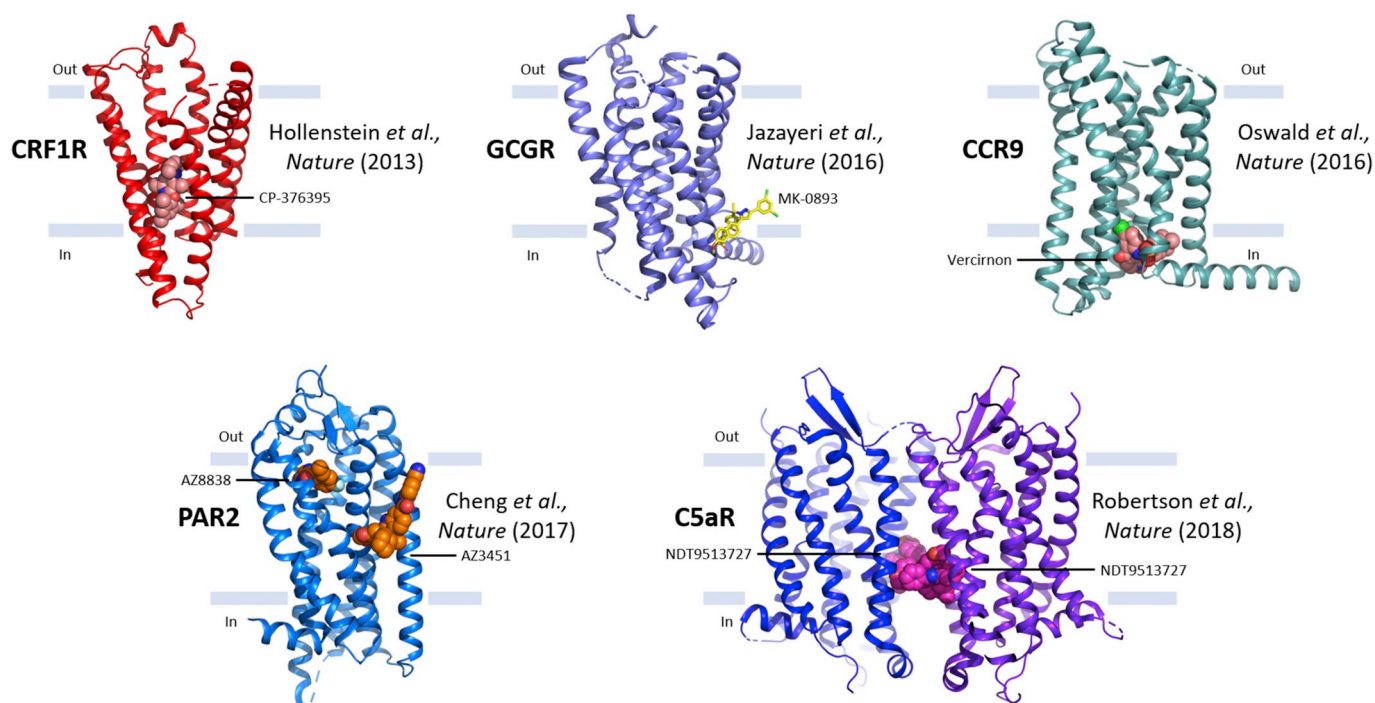 Out
CRF1R
Hollenstein et al.,
Nature (2013)
CP-376395
In
Out
GCGR
Jazayeri et al.,
Nature (2016)
MK-0893
In
Out
CCR9
Oswald et al.,
Nature (2016)
Vercirnon
In
Out
AZ8838
PAR2
Cheng et al.,
Nature (2017)
AZ3451
In
Out
C5aR
Robertson et al.,
Nature (2018)
NDT9513727
NDT9513727
In